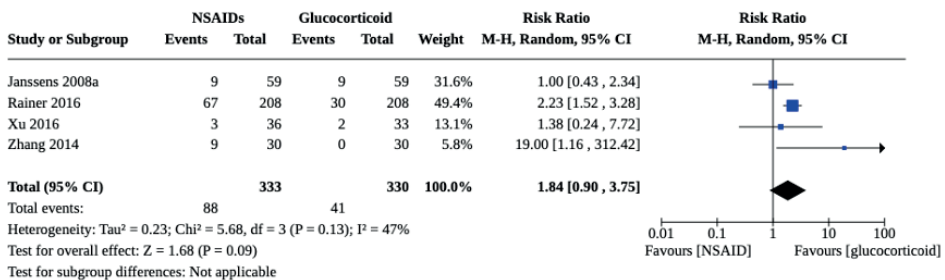 NSAIDs Glucocorticoid Risk Ratio Risk Ratio
Study or Subgroup Events Total Events Total Weight M-H, Random, 95% CI M-H, Random, 95% CI
Janssens 2008a 9 59 9 59 31.6% 1.00 [0.43 , 2.34]
Rainer 2016 67 208 30 208 49.4% 2.23 [1.52 , 3.28]
Xu 2016 3 36 2 33 13.1% 1.38 [0.24 , 7.72]
Zhang 2014 9 30 0 30 5.8% 19.00 [1.16 , 312.42]
Total (95% CI) 333 330 100.0% 1.84 [0.90 , 3.75]
Total events: 88 41
Heterogeneity: Tau² = 0.23; Chi² = 5.68, df = 3 (P = 0.13); I² = 47%
0.01 0.1 1 10 100
Test for overall effect: Z = 1.68 (P = 0.09) Favours [NSAID] Favours [glucocorticoid]
Test for subgroup differences: Not applicable